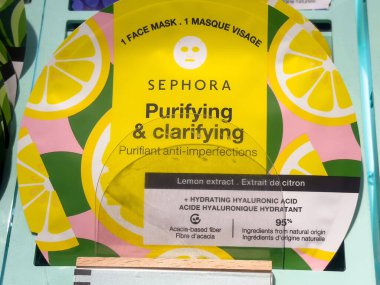 1 FACE MASK . 1 MASQUE VISAGE
SEPHORA
Purifying
& clarifying
Purifiant anti-imperfections
Lemon extract . Extrait de citron
+ HYDRATING HYALURONIC ACID
ACIDE HYALURONIQUE HYDRATANT
Acacia-based fiber
Fibre d'acacia
95%
Ingredients from natural origin
Ingrédients d'origine naturelle